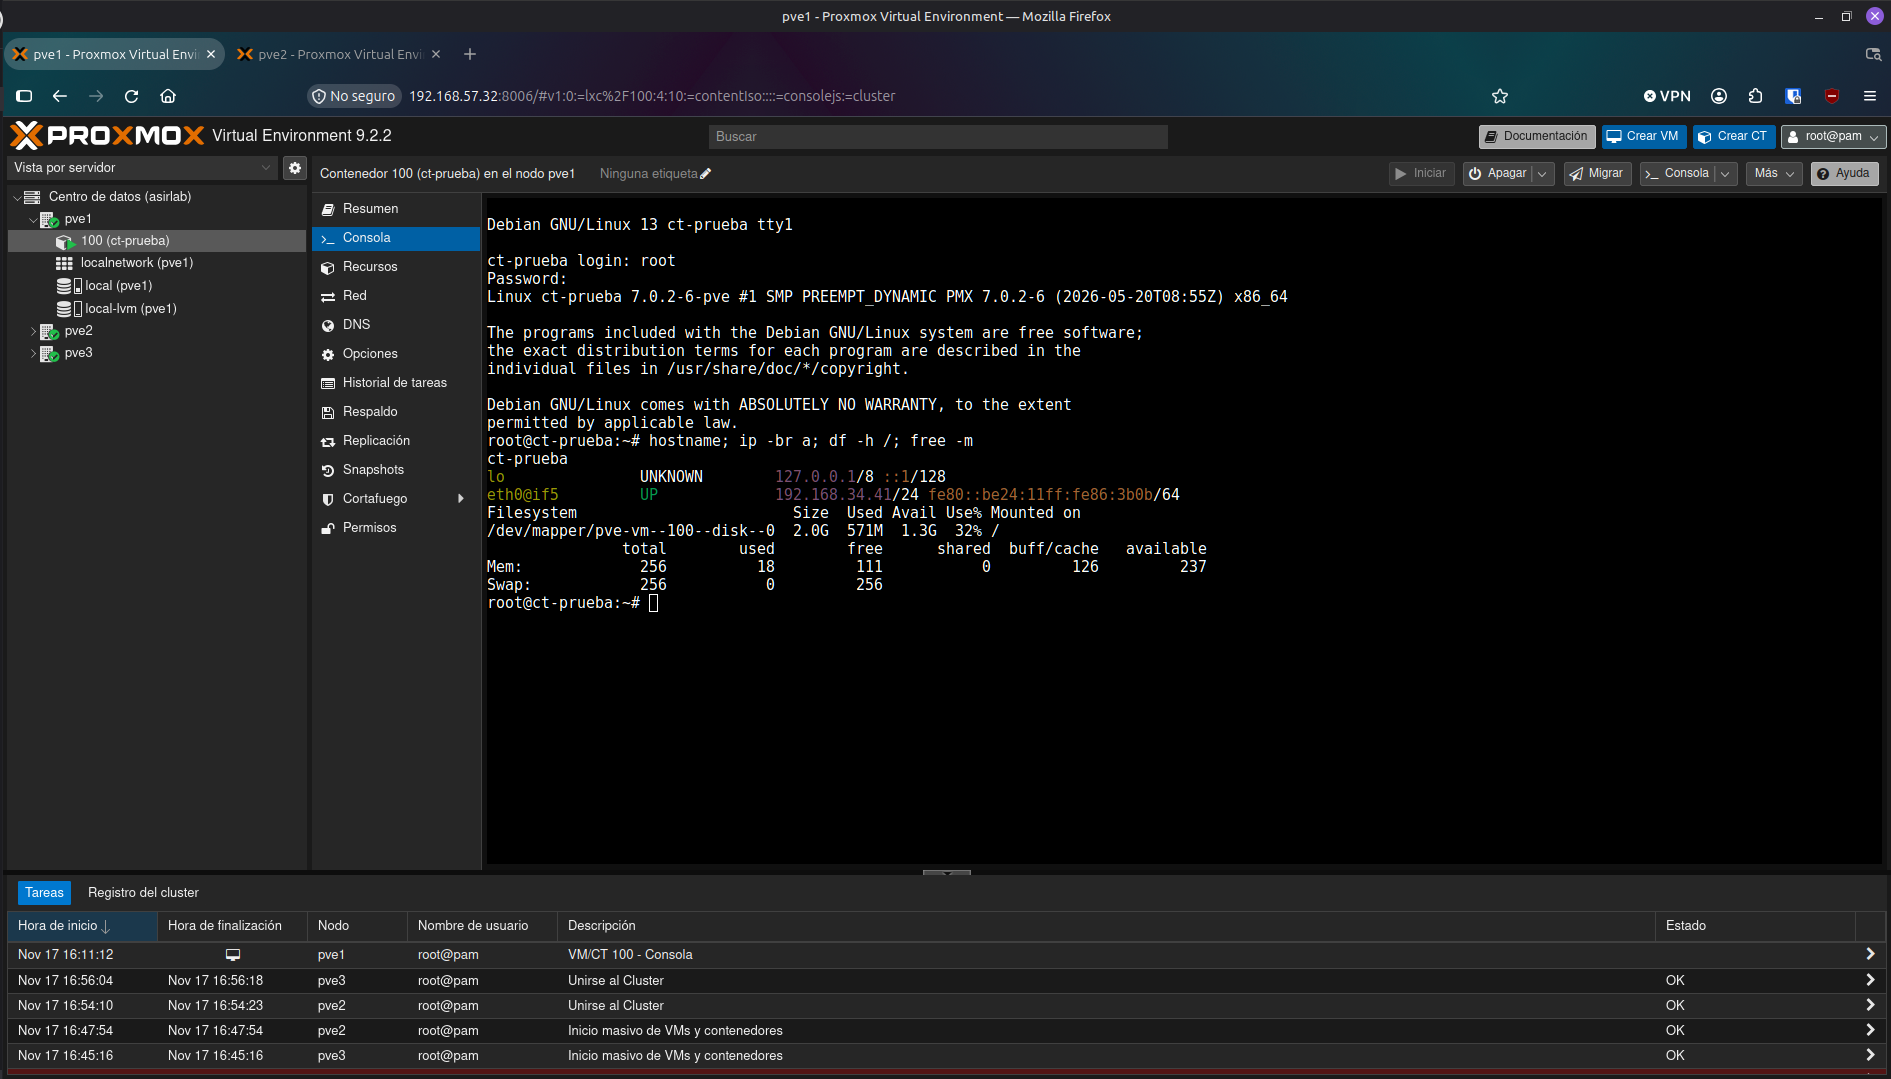 pve1 - Proxmox Virtual Environment — Mozilla Firefox
pve1 - Proxmox Virtual Envi
pve2 - Proxmox Virtual Envi
No seguro
192.168.57.32:8006/#v1:0:=lxc%2F100:4:10:=contentIso::::=consolejs:=cluster
VPN
PROXMOX Virtual Environment 9.2.2
Buscar
Documentación
Crear VM
Crear CT
root@pam
Vista por servidor
Contenedor 100 (ct-prueba) en el nodo pve1
Ninguna etiqueta
Iniciar
Apagar
Migrar
Consola
Más
Ayuda
Centro de datos (asirlab)
pve1
100 (ct-prueba)
localnetwork (pve1)
local (pve1)
local-lvm (pve1)
pve2
pve3
Resumen
Consola
Recursos
Red
DNS
Opciones
Historial de tareas
Respaldo
Replicación
Snapshots
Cortafuego
Permisos
Debian GNU/Linux 13 ct-prueba tty1
ct-prueba login: root
Password:
Linux ct-prueba 7.0.2-6-pve #1 SMP PREEMPT_DYNAMIC PMX 7.0.2-6 (2026-05-20T08:55Z) x86_64
The programs included with the Debian GNU/Linux system are free software;
the exact distribution terms for each program are described in the
individual files in /usr/share/doc/*/copyright.
Debian GNU/Linux comes with ABSOLUTELY NO WARRANTY, to the extent
permitted by applicable law.
root@ct-prueba:~# hostname; ip -br a; df -h /; free -m
ct-prueba
lo UNKNOWN 127.0.0.1/8 ::1/128
eth0@if5 UP 192.168.34.41/24 fe80::be24:11ff:fe86:3b0b/64
Filesystem Size Used Avail Use% Mounted on
/dev/mapper/pve-vm--100--disk--0 2.0G 571M 1.3G 32% /
total used free shared buff/cache available
Mem: 256 18 111 0 126 237
Swap: 256 0 256
root@ct-prueba:~#
Tareas
Registro del cluster
Hora de inicio Hora de finalización Nodo Nombre de usuario Descripción Estado
Nov 17 16:11:12 pve1 root@pam VM/CT 100 - Consola
Nov 17 16:56:04 Nov 17 16:56:18 pve3 root@pam Unirse al Cluster OK
Nov 17 16:54:10 Nov 17 16:54:23 pve2 root@pam Unirse al Cluster OK
Nov 17 16:47:54 Nov 17 16:47:54 pve2 root@pam Inicio masivo de VMs y contenedores OK
Nov 17 16:45:16 Nov 17 16:45:16 pve3 root@pam Inicio masivo de VMs y contenedores OK